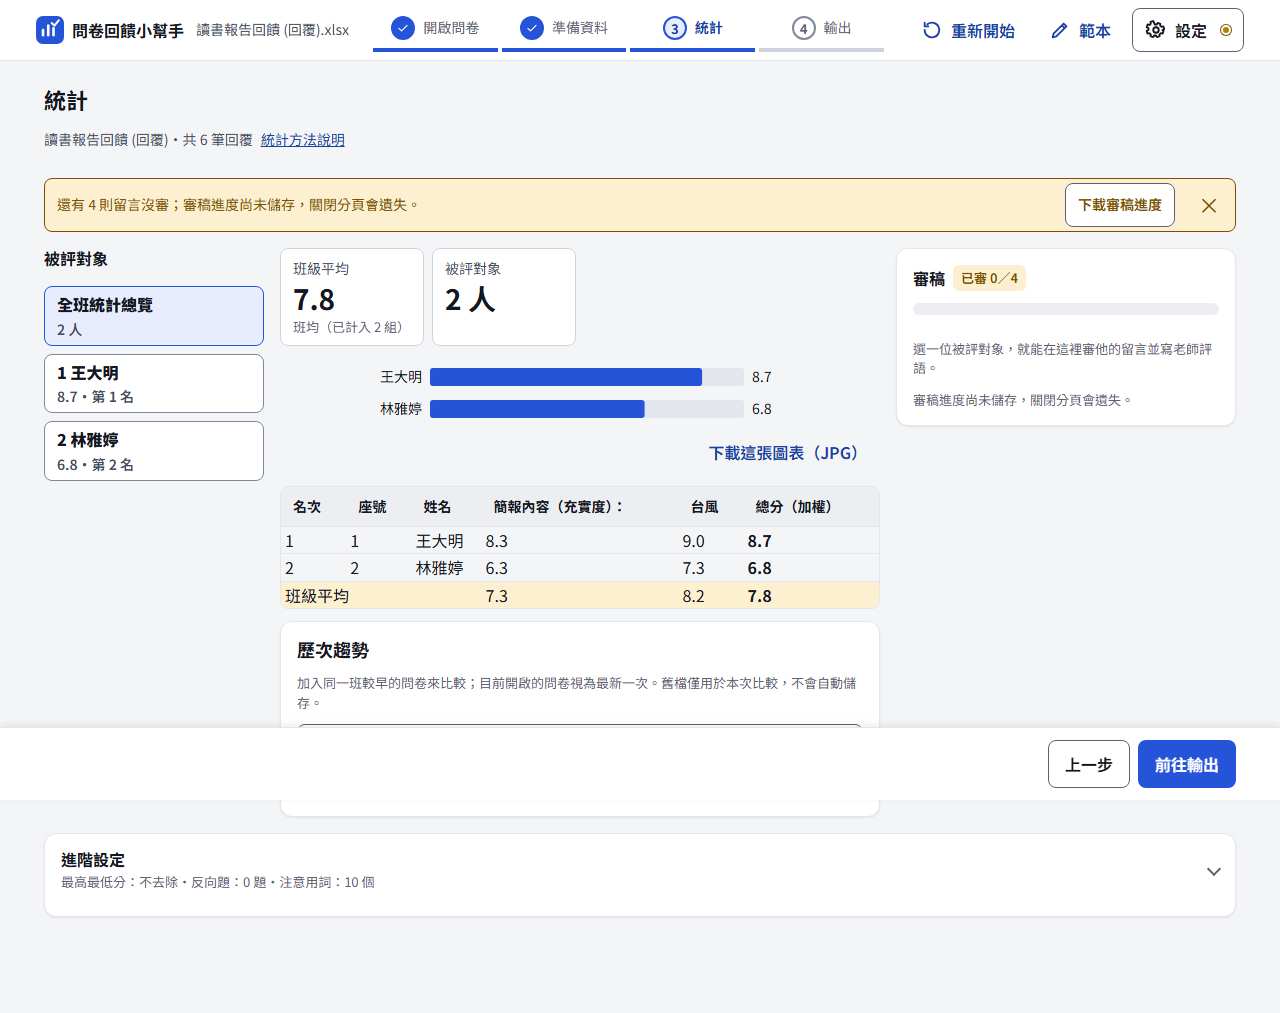 問卷回饋小幫手 讀書報告回饋 (回覆).xlsx 開啟問卷 準備資料 3 統計 4 輸出 重新開始 範本 設定
統計
讀書報告回饋 (回覆)・共 6 筆回覆 統計方法說明
還有 4 則留言沒審；審稿進度尚未儲存，關閉分頁會遺失。 下載審稿進度
被評對象
全班統計總覽
2 人
1 王大明
8.7・第 1 名
2 林雅婷
6.8・第 2 名
班級平均
7.8
班均（已計入 2 組）
被評對象
2 人
王大明 8.7
林雅婷 6.8
下載這張圖表（JPG）
名次 座號 姓名 簡報內容（充實度）： 台風 總分（加權）
1 1 王大明 8.3 9.0 8.7
2 2 林雅婷 6.3 7.3 6.8
班級平均 7.3 8.2 7.8
歷次趨勢
加入同一班較早的問卷來比較；目前開啟的問卷視為最新一次。舊檔僅用於本次比較，不會自動儲
存。
審稿 已審 0／4
選一位被評對象，就能在這裡審他的留言並寫老師評
語。
審稿進度尚未儲存，關閉分頁會遺失。
上一步 前往輸出
進階設定
最高最低分：不去除・反向題：0 題・注意用詞：10 個